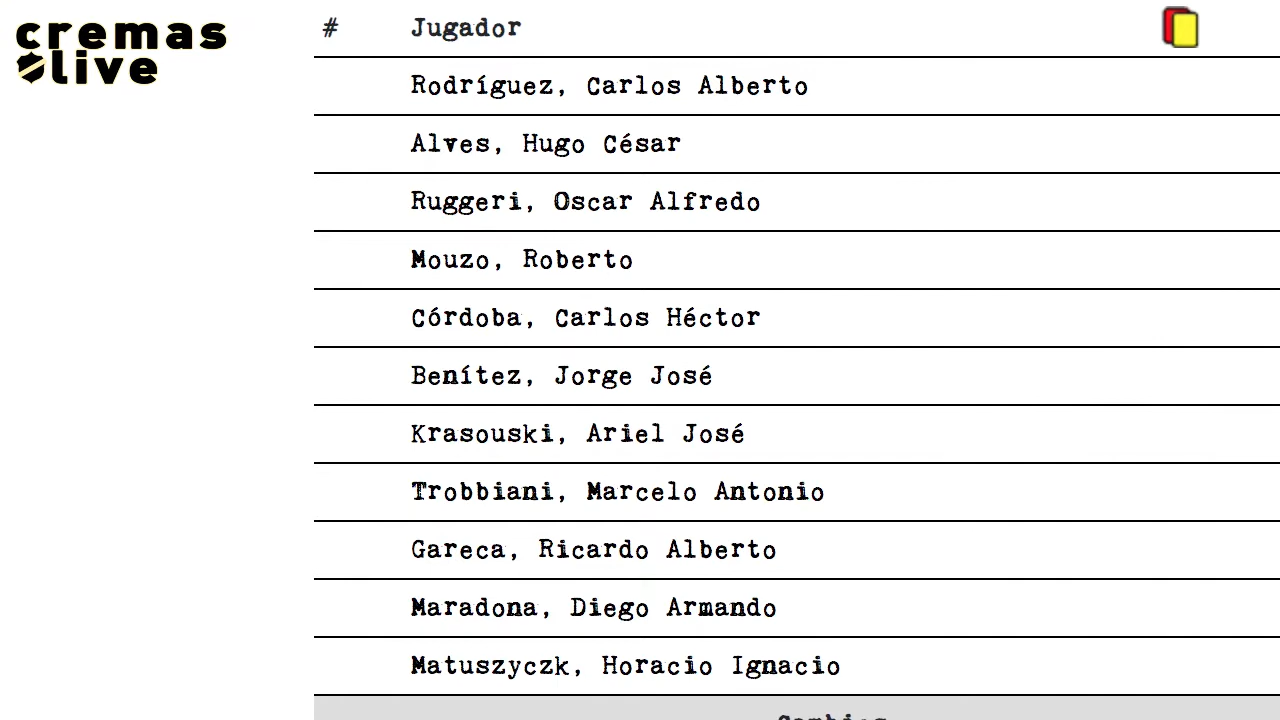 cremas
live
# Jugador
Rodríguez, Carlos Alberto
Alves, Hugo César
Ruggeri, Oscar Alfredo
Mouzo, Roberto
Córdoba, Carlos Héctor
Benítez, Jorge José
Krasouski, Ariel José
Trobbiani, Marcelo Antonio
Gareca, Ricardo Alberto
Maradona, Diego Armando
Matuszyczk, Horacio Ignacio